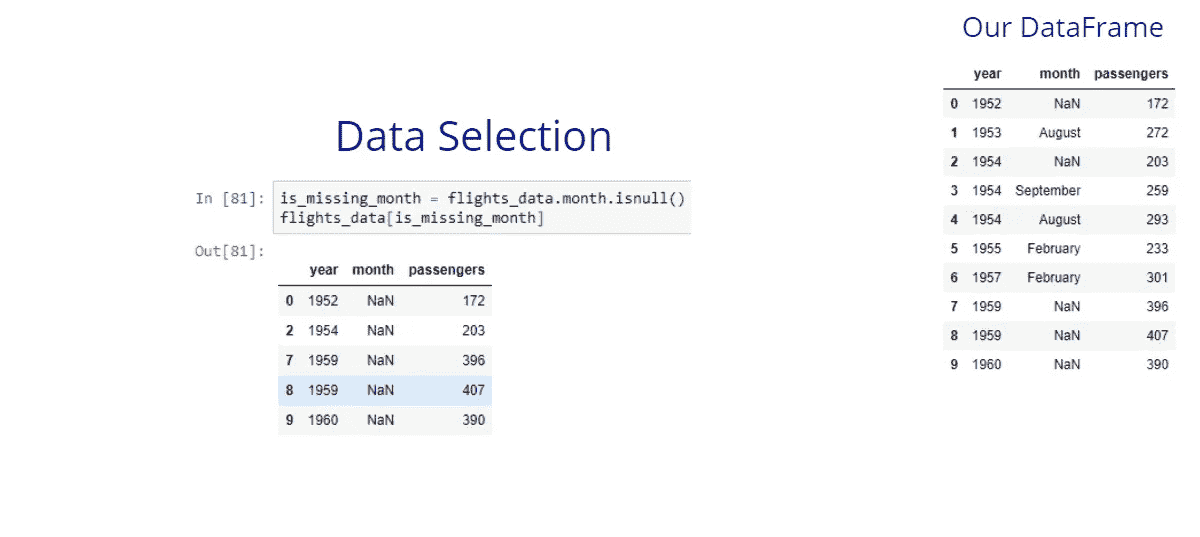 Data Selection
In [81]: is_missing_month = flights_data.month.isnull()
flights_data[is_missing_month]
Out[81]:
year month passengers
0 1952 NaN 172
2 1954 NaN 203
7 1959 NaN 396
8 1959 NaN 407
9 1960 NaN 390
Our DataFrame
year month passengers
0 1952 NaN 172
1 1953 August 272
2 1954 NaN 203
3 1954 September 259
4 1954 August 293
5 1955 February 233
6 1957 February 301
7 1959 NaN 396
8 1959 NaN 407
9 1960 NaN 390